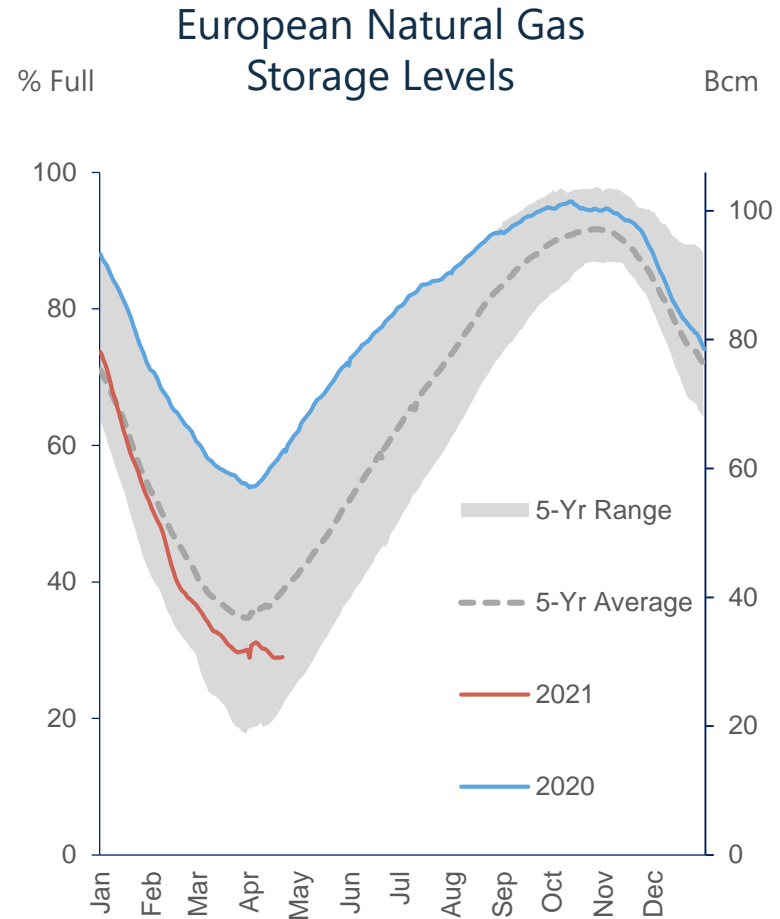 European Natural Gas
Storage Levels
% Full
Bcm
100
80
60
40
20
0
100
80
60
40
20
0
5-Yr Range
5-Yr Average
2021
2020
Jan
Feb
Mar
Apr
May
Jun
Jul
Aug
Sep
Oct
Nov
Dec